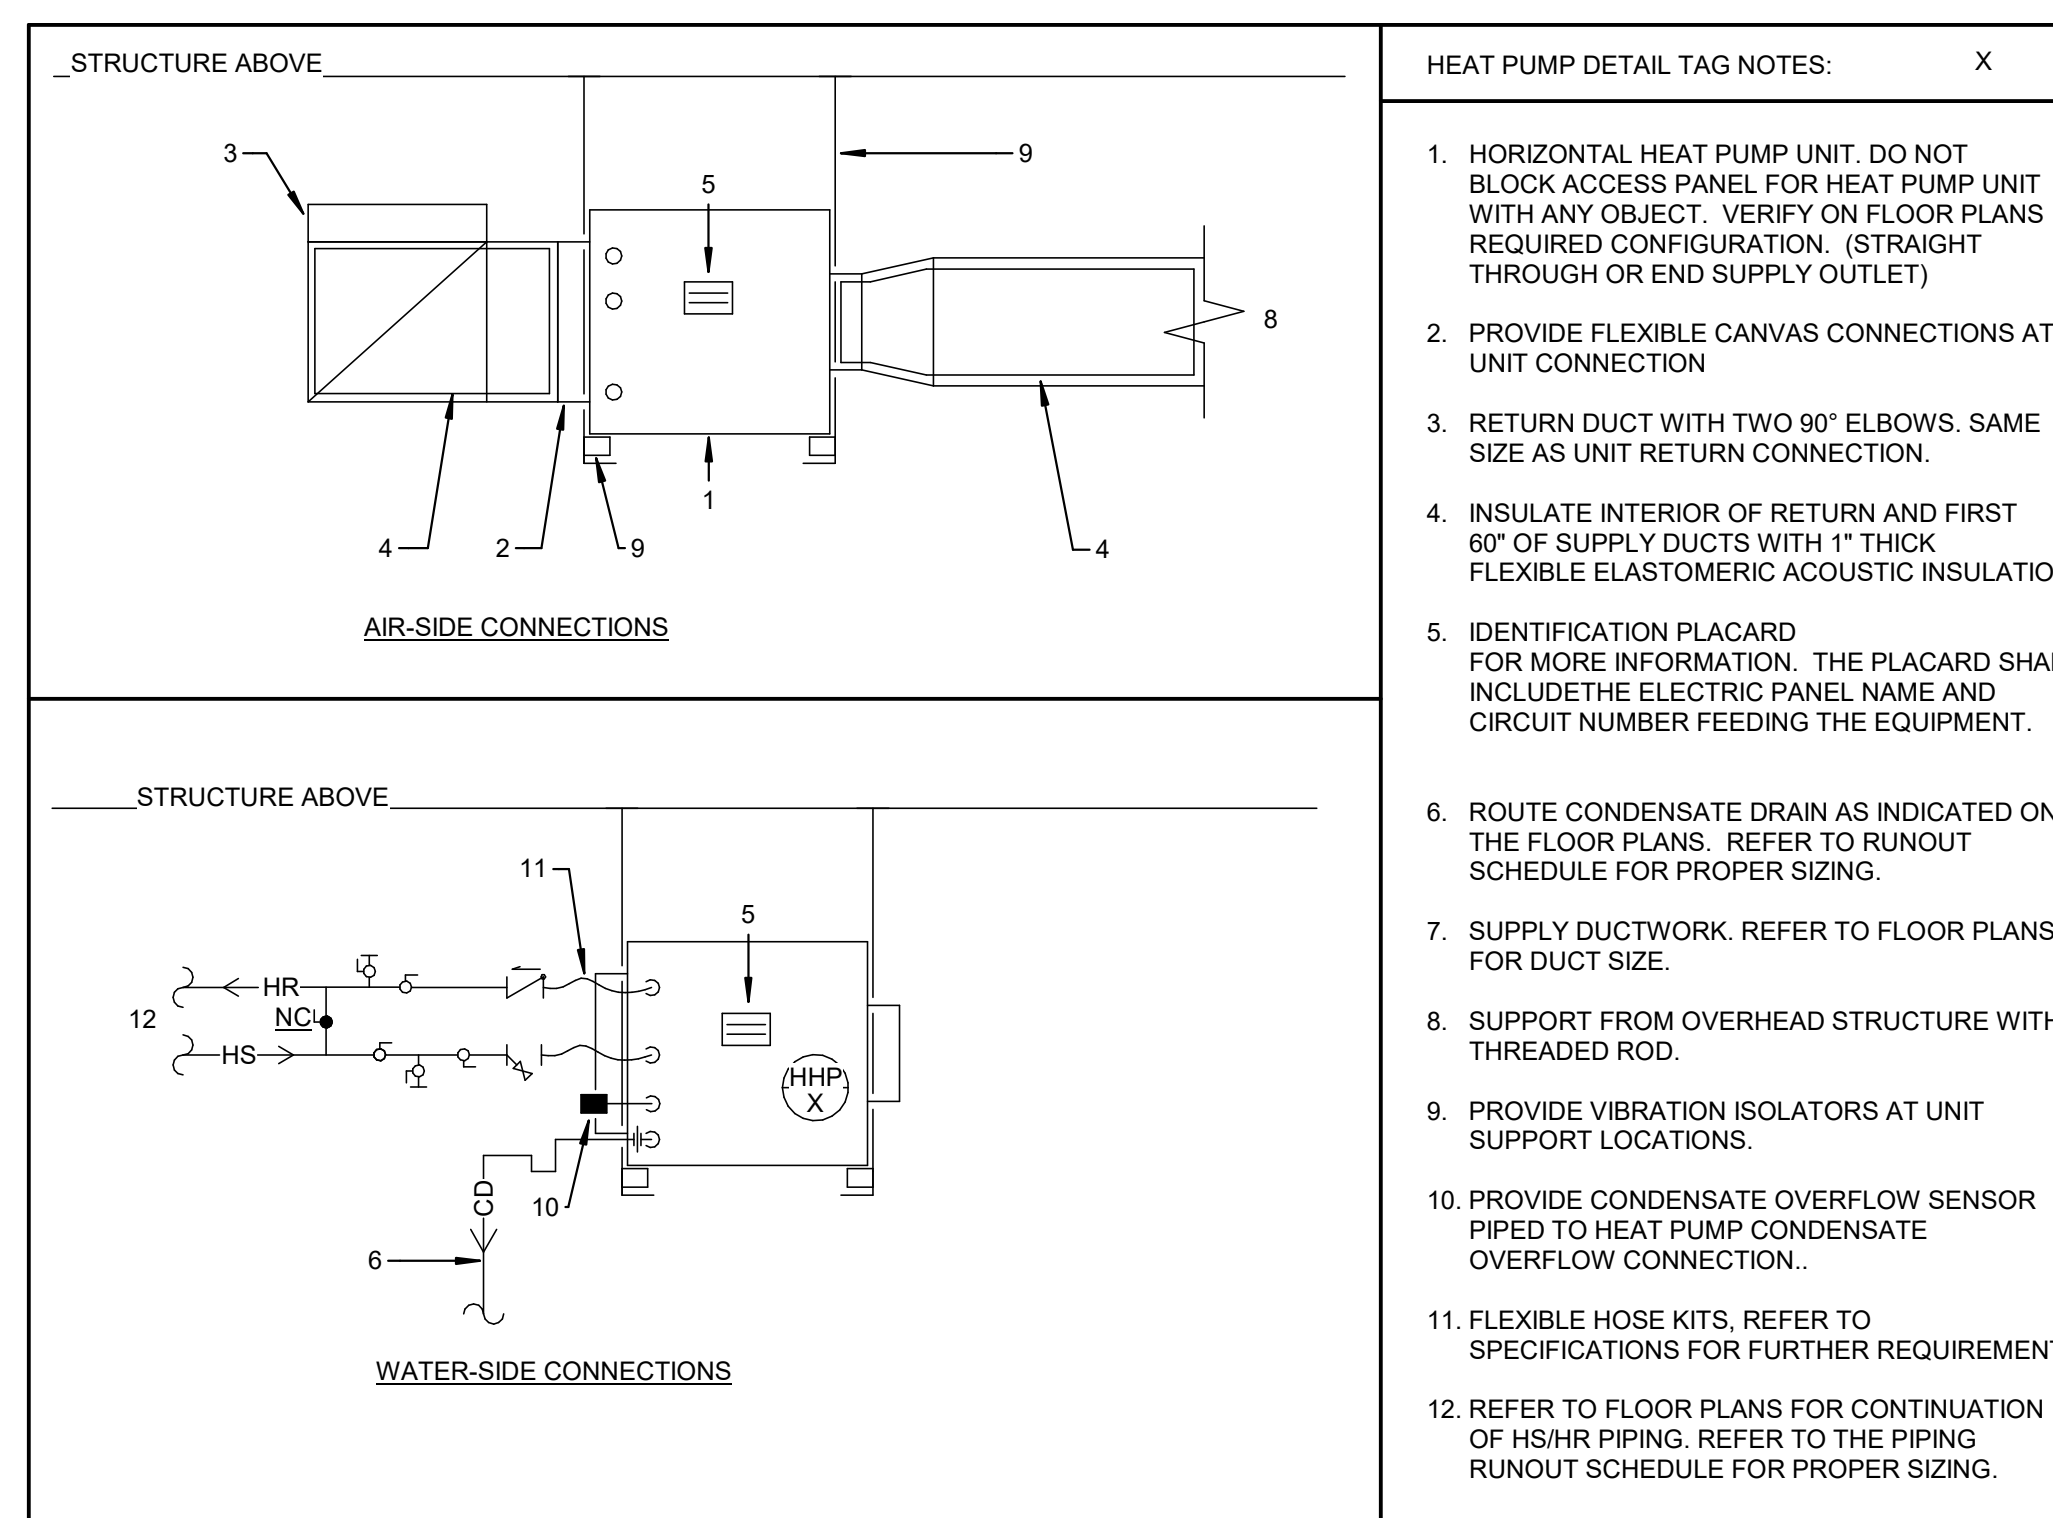 STRUCTURE ABOVE
3
9
5
8
4
2
9
1
4
AIR-SIDE CONNECTIONS
STRUCTURE ABOVE
11
5
HR
12
NC
HS
HHP
X
CD
10
6
WATER-SIDE CONNECTIONS
HEAT PUMP DETAIL TAG NOTES: X
1. HORIZONTAL HEAT PUMP UNIT. DO NOT
BLOCK ACCESS PANEL FOR HEAT PUMP UNIT
WITH ANY OBJECT. VERIFY ON FLOOR PLANS
REQUIRED CONFIGURATION. (STRAIGHT
THROUGH OR END SUPPLY OUTLET)
2. PROVIDE FLEXIBLE CANVAS CONNECTIONS AT
UNIT CONNECTION
3. RETURN DUCT WITH TWO 90° ELBOWS. SAME
SIZE AS UNIT RETURN CONNECTION.
4. INSULATE INTERIOR OF RETURN AND FIRST
60" OF SUPPLY DUCTS WITH 1" THICK
FLEXIBLE ELASTOMERIC ACOUSTIC INSULATIO
5. IDENTIFICATION PLACARD
FOR MORE INFORMATION. THE PLACARD SHA
INCLUDETHE ELECTRIC PANEL NAME AND
CIRCUIT NUMBER FEEDING THE EQUIPMENT.
6. ROUTE CONDENSATE DRAIN AS INDICATED ON
THE FLOOR PLANS. REFER TO RUNOUT
SCHEDULE FOR PROPER SIZING.
7. SUPPLY DUCTWORK. REFER TO FLOOR PLANS
FOR DUCT SIZE.
8. SUPPORT FROM OVERHEAD STRUCTURE WITH
THREADED ROD.
9. PROVIDE VIBRATION ISOLATORS AT UNIT
SUPPORT LOCATIONS.
10. PROVIDE CONDENSATE OVERFLOW SENSOR
PIPED TO HEAT PUMP CONDENSATE
OVERFLOW CONNECTION..
11. FLEXIBLE HOSE KITS, REFER TO
SPECIFICATIONS FOR FURTHER REQUIREMENT
12. REFER TO FLOOR PLANS FOR CONTINUATION
OF HS/HR PIPING. REFER TO THE PIPING
RUNOUT SCHEDULE FOR PROPER SIZING.